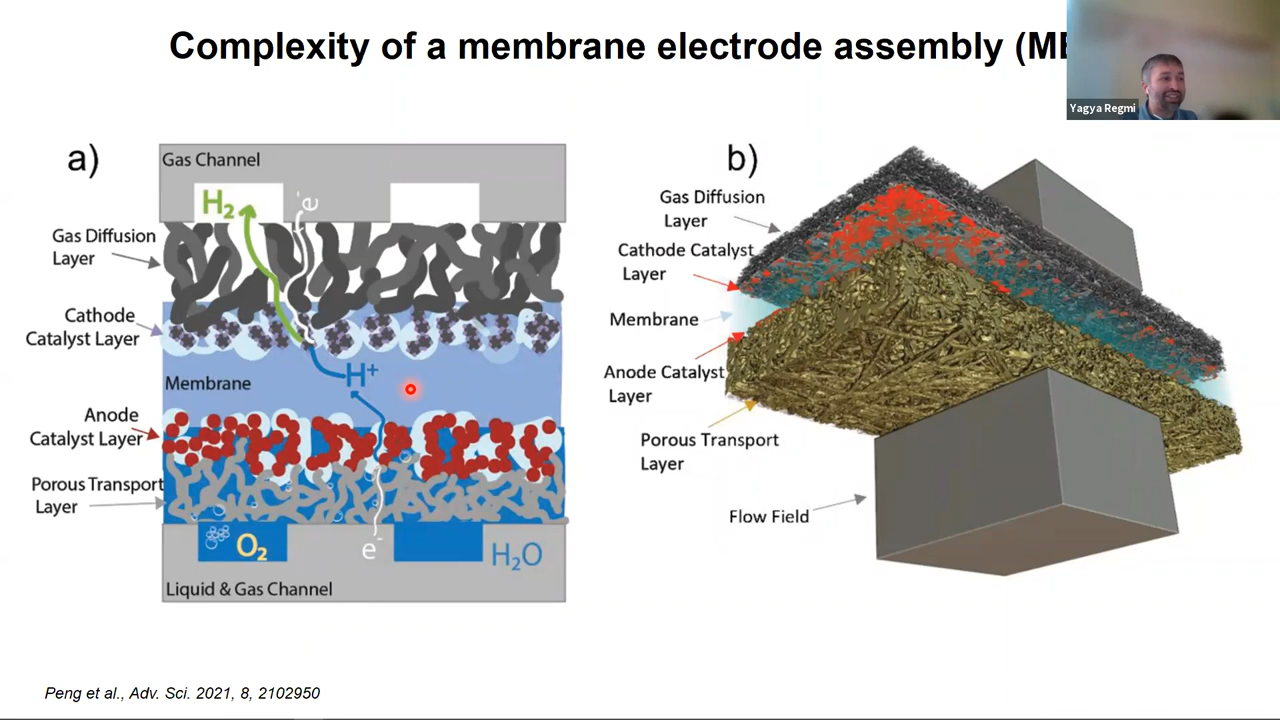 Complexity of a membrane electrode assembly (ME
Yagya Regmi
a)
Gas Channel
H₂
e⁻
Gas Diffusion
Layer
Cathode
Catalyst Layer
Membrane
H⁺
Anode
Catalyst Layer
Porous Transport
Layer
O₂
e⁻
H₂O
Liquid & Gas Channel
b)
Gas Diffusion
Layer
Cathode Catalyst
Layer
Membrane
Anode Catalyst
Layer
Porous Transport
Layer
Flow Field
Peng et al., Adv. Sci. 2021, 8, 2102950